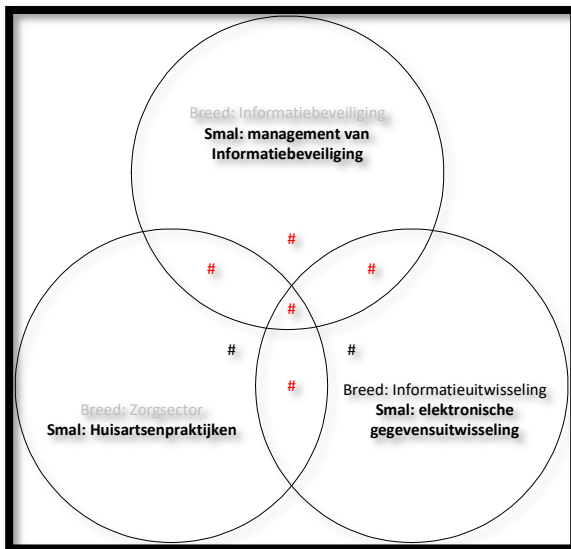 Breed: Informatiebeveiliging
Smal: management van
Informatiebeveiliging
#
# #
#
# #
#
Breed: Informatieuitwisseling
Smal: elektronische
gegevensuitwisseling
Breed: Zorgsector
Smal: Huisartsenpraktijken